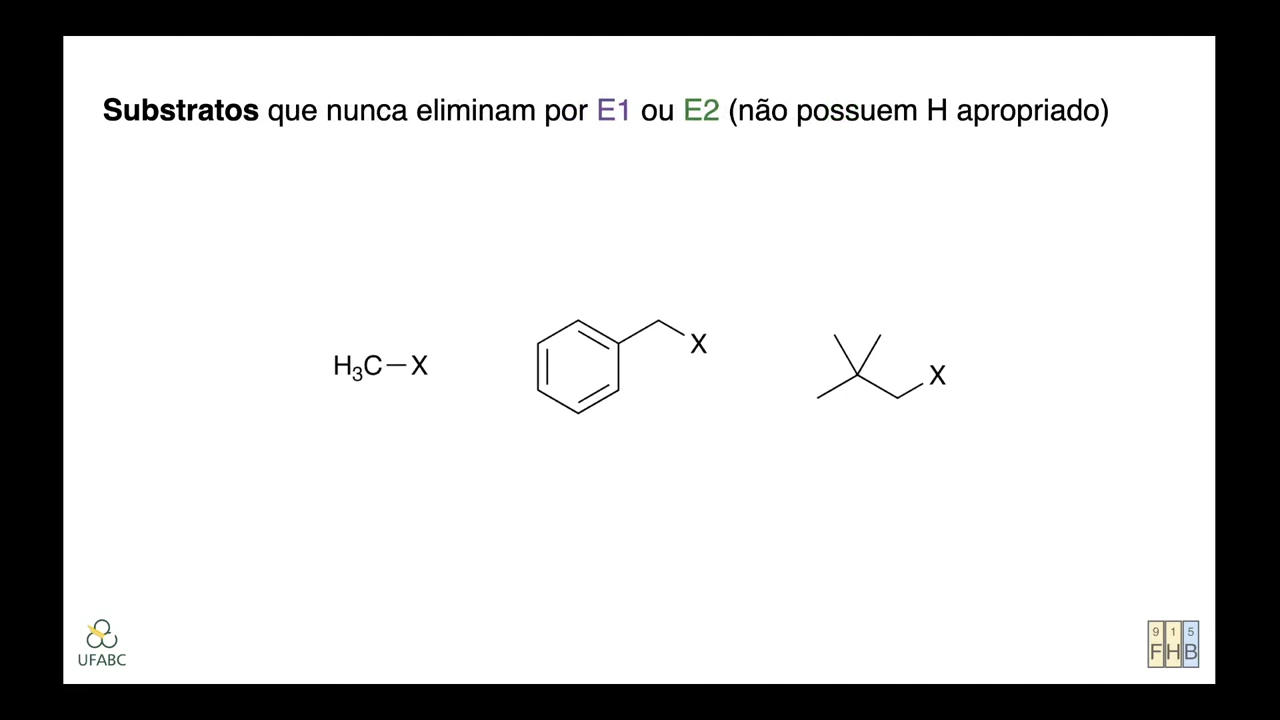 Substratos que nunca eliminam por E1 ou E2 (não possuem H apropriado)
H₃C–X
X
X
UFABC
9 1 5
F H B